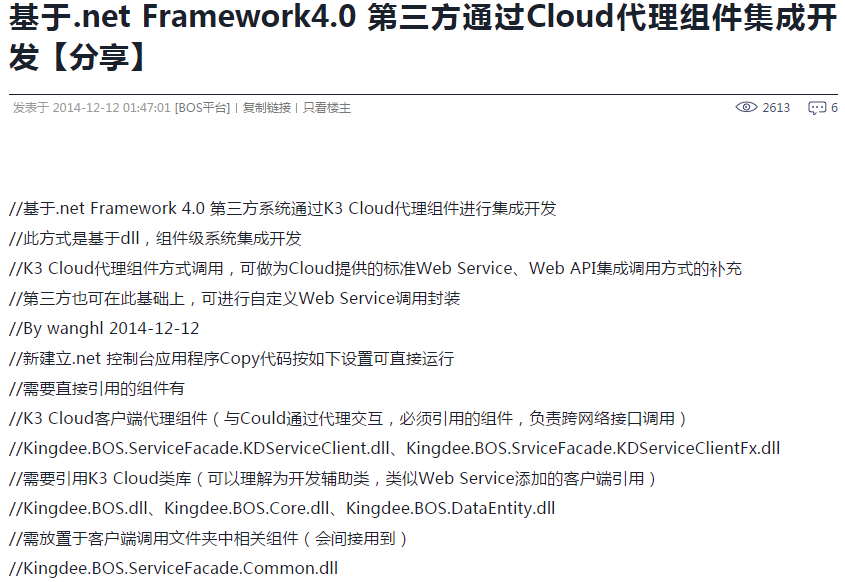 基于.net Framework4.0 第三方通过Cloud代理组件集成开
发【分享】
发表于 2014-12-12 01:47:01 [BOS平台] | 复制链接 | 只看楼主 2613 6
//基于.net Framework 4.0 第三方系统通过K3 Cloud代理组件进行集成开发
//此方式是基于dll，组件级系统集成开发
//K3 Cloud代理组件方式调用，可做为Cloud提供的标准Web Service、Web API集成调用方式的补充
//第三方也可在此基础上，可进行自定义Web Service调用封装
//By wanghl 2014-12-12
//新建立.net 控制台应用程序Copy代码按如下设置可直接运行
//需要直接引用的组件有
//K3 Cloud客户端代理组件（与Could通过代理交互，必须引用的组件，负责跨网络接口调用）
//Kingdee.BOS.ServiceFacade.KDServiceClient.dll、Kingdee.BOS.SrviceFacade.KDServiceClientFx.dll
//需要引用K3 Cloud类库（可以理解为开发辅助类，类似Web Service添加的客户端引用）
//Kingdee.BOS.dll、Kingdee.BOS.Core.dll、Kingdee.BOS.DataEntity.dll
//需放置于客户端调用文件夹中相关组件（会间接用到）
//Kingdee.BOS.ServiceFacade.Common.dll